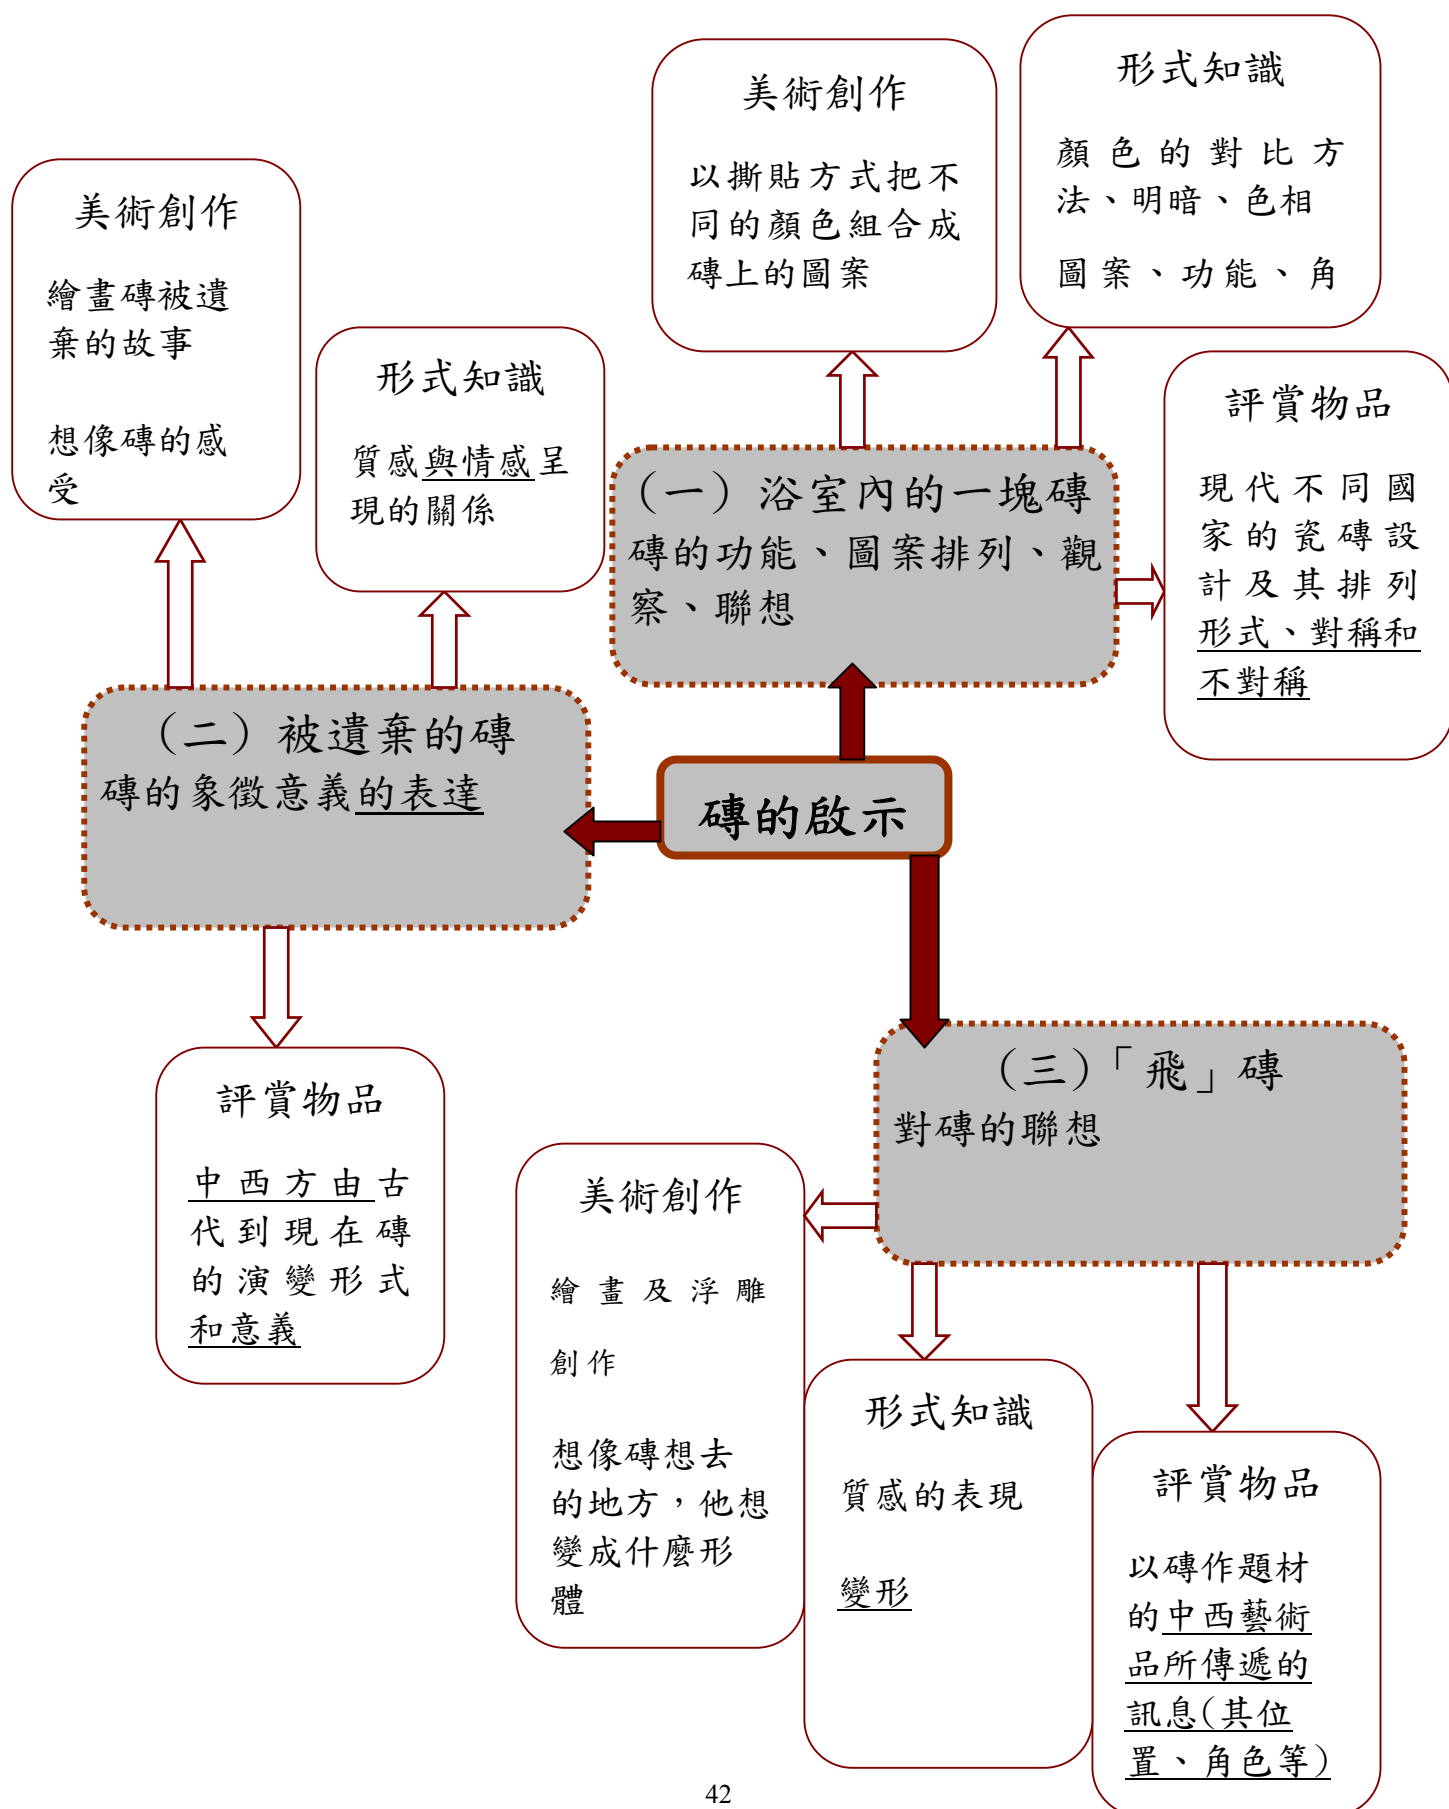 美術創作
以撕貼方式把不
同的顏色組合成
磚上的圖案
形式知識
顏色的對比方
法、明暗、色相
圖案、功能、角
美術創作
繪畫磚被遺
棄的故事
想像磚的感
受
形式知識
質感與情感呈
現的關係
評賞物品
現代不同國
家的瓷磚設
計及其排列
形式、對稱和
不對稱
（一）浴室內的一塊磚
磚的功能、圖案排列、觀
察、聯想
（二）被遺棄的磚
磚的象徵意義的表達
磚的啟示
（三）「飛」磚
對磚的聯想
評賞物品
中西方由古
代到現在磚
的演變形式
和意義
美術創作
繪畫及浮雕
創作
想像磚想去
的地方，他想
變成什麼形
體
形式知識
質感的表現
變形
評賞物品
以磚作題材
的中西藝術
品所傳遞的
訊息(其位
置、角色等)
42